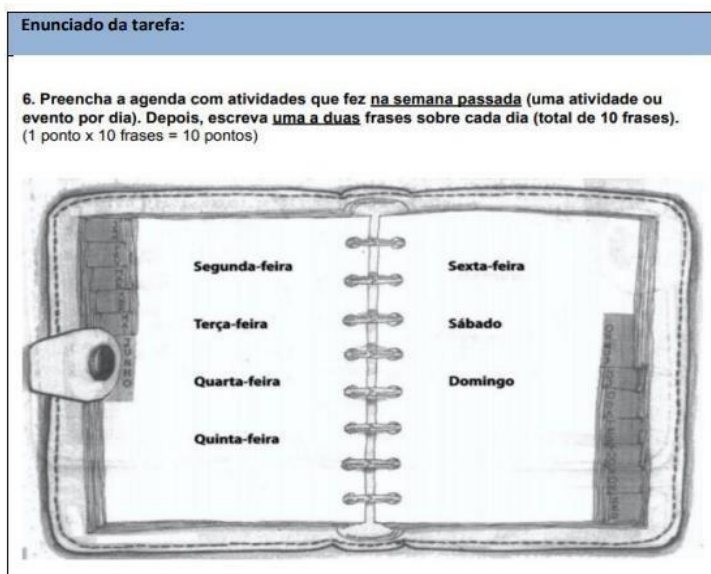 Enunciado da tarefa:
6. Preencha a agenda com atividades que fez na semana passada (uma atividade ou
evento por dia). Depois, escreva uma a duas frases sobre cada dia (total de 10 frases).
(1 ponto x 10 frases = 10 pontos)
Segunda-feira
Terça-feira
Quarta-feira
Quinta-feira
Sexta-feira
Sábado
Domingo